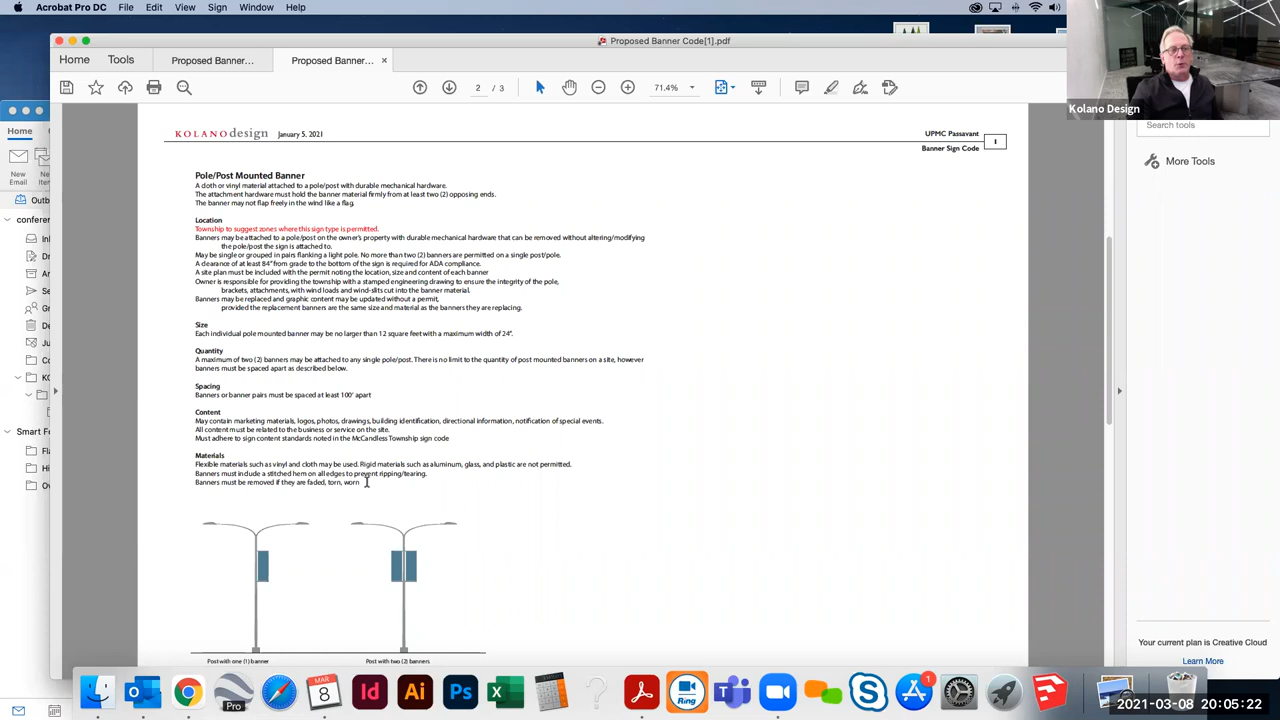 Acrobat Pro DC File Edit View Sign Window Help
Proposed Banner Code[1].pdf
Home Tools Proposed Banner... Proposed Banner... ×
2 / 3 71.4%
Kolano Design
Search tools
More Tools
Home
New Email
KOLANO design January 5, 2021
UPMC Passavant
Banner Sign Code
1
Pole/Post Mounted Banner
A cloth or vinyl material attached to a pole/post with durable mechanical hardware.
The attachment hardware must hold the banner material firmly from at least two (2) opposing ends.
The banner may not flap freely in the wind like a flag.
Location
Township to suggest zones where this sign type is permitted.
Banners may be attached to a pole/post on the owner's property with durable mechanical hardware that can be removed without altering/modifying
the pole/post the sign is attached to.
May be single or grouped in pairs flanking a light pole. No more than two (2) banners are permitted on a single post/pole.
A clearance of at least 84" from grade to the bottom of the sign is required for ADA compliance.
A site plan must be included with the permit noting the location, size and content of each banner
Owner is responsible for providing the township with a stamped engineering drawing to ensure the integrity of the pole,
brackets, attachments, with wind loads and wind-slits cut into the banner material.
Banners may be replaced and graphic content may be updated without a permit,
provided the replacement banners are the same size and material as the banners they are replacing.
Size
Each individual pole mounted banner may be no larger than 12 square feet with a maximum width of 24".
Quantity
A maximum of two (2) banners may be attached to any single pole/post. There is no limit to the quantity of post mounted banners on a site, however
banners must be spaced apart as described below.
Spacing
Banners or banner pairs must be spaced at least 100' apart
Content
May contain marketing materials, logos, photos, drawings, building identification, directional information, notification of special events.
All content must be related to the business or service on the site.
Must adhere to sign content standards noted in the McCandless Township sign code
Materials
Flexible materials such as vinyl and cloth may be used. Rigid materials such as aluminum, glass, and plastic are not permitted.
Banners must include a stitched hem on all edges to prevent ripping/tearing.
Banners must be removed if they are faded, torn, worn
Post with one (1) banner Post with two (2) banners
Your current plan is Creative Cloud
Learn More
Pro
MAR
8
Id Ai Ps
Ring
1
2021-03-08 20:05:22